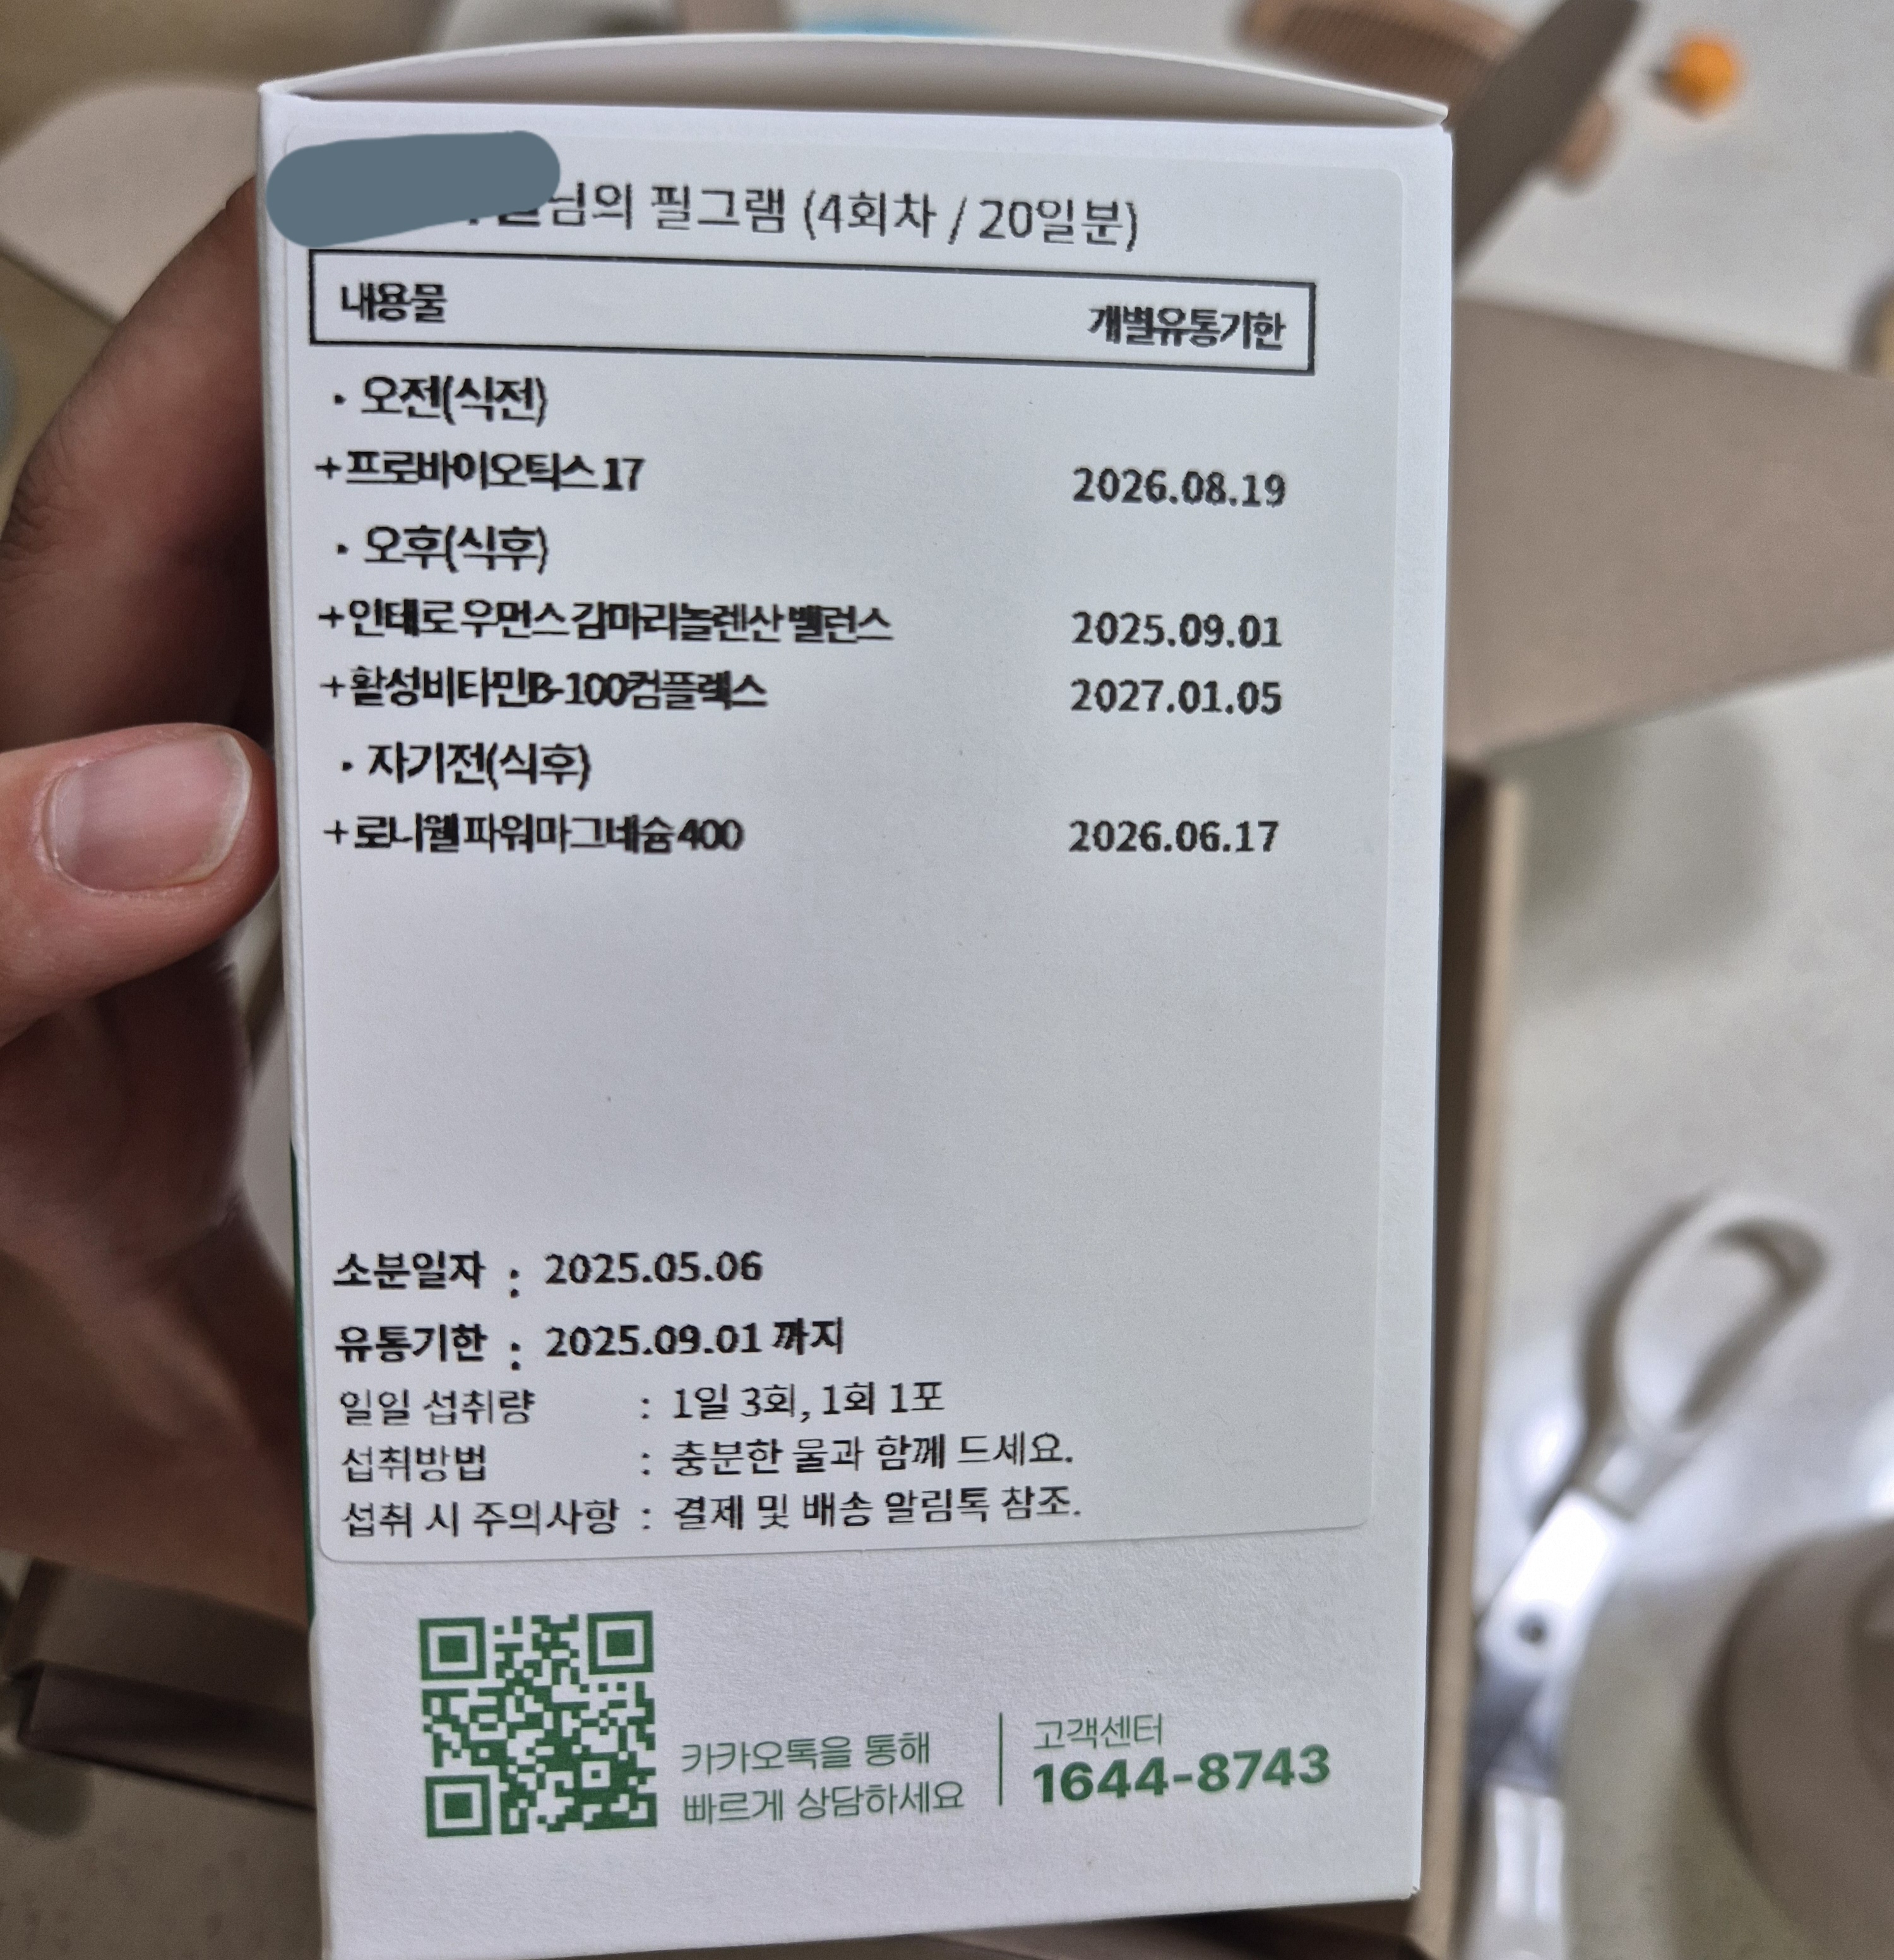 님의 필그램 (4회차 / 20일분)
내용물 개별유통기한
· 오전(식전)
+프로바이오틱스 17 2026.08.19
· 오후(식후)
+인테로 우먼스 감마리놀렌산 밸런스 2025.09.01
+활성비타민B-100컴플렉스 2027.01.05
· 자기전(식후)
+로니웰 파워마그네슘 400 2026.06.17
소분일자 : 2025.05.06
유통기한 : 2025.09.01 까지
일일 섭취량 : 1일 3회, 1회 1포
섭취방법 : 충분한 물과 함께 드세요.
섭취 시 주의사항 : 결제 및 배송 알림톡 참조.
카카오톡을 통해
빠르게 상담하세요
고객센터
1644-8743